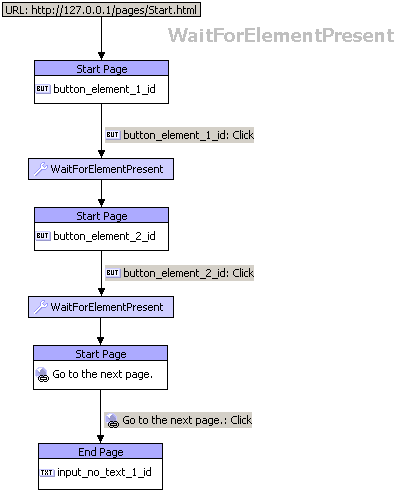 URL: http://127.0.0.1/pages/Start.html
WaitForElementPresent
Start Page
BUT button_element_1_id
BUT button_element_1_id: Click
WaitForElementPresent
Start Page
BUT button_element_2_id
BUT button_element_2_id: Click
WaitForElementPresent
Start Page
Go to the next page.
Go to the next page.: Click
End Page
TXT input_no_text_1_id